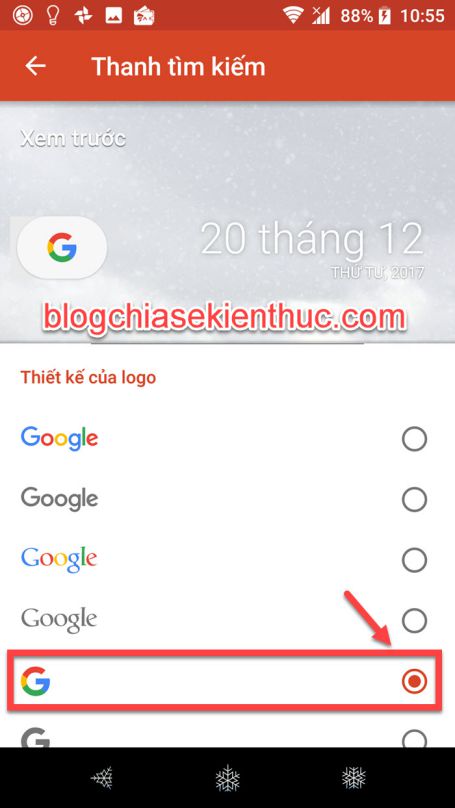 88% 10:55
Thanh tìm kiếm
Xem trước
G
20 tháng 12
THỨ TƯ, 2017
blogchiasekienthuc.com
Thiết kế của logo
Google
Google
Google
Google
G
G